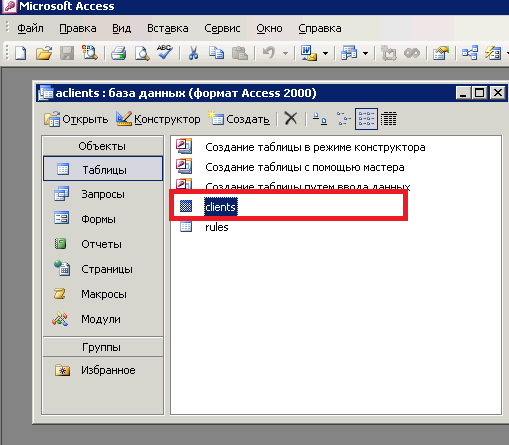 Microsoft Access
Файл Правка Вид Вставка Сервис Окно Справка
aclients : база данных (формат Access 2000)
Открыть Конструктор Создать
Объекты
Таблицы
Запросы
Формы
Отчеты
Страницы
Макросы
Модули
Группы
Избранное
Создание таблицы в режиме конструктора
Создание таблицы с помощью мастера
Создание таблицы путем ввода данных
clients
rules